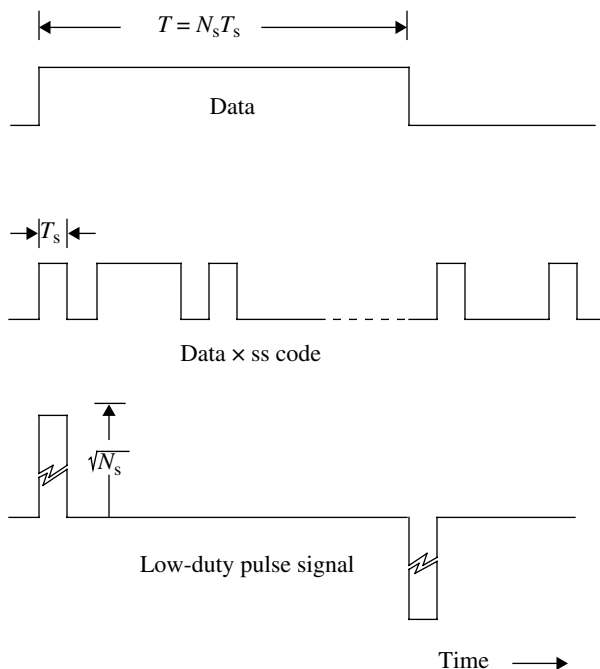 T = NₛTₛ
Data
Tₛ
Data × ss code
√Nₛ
Low-duty pulse signal
Time